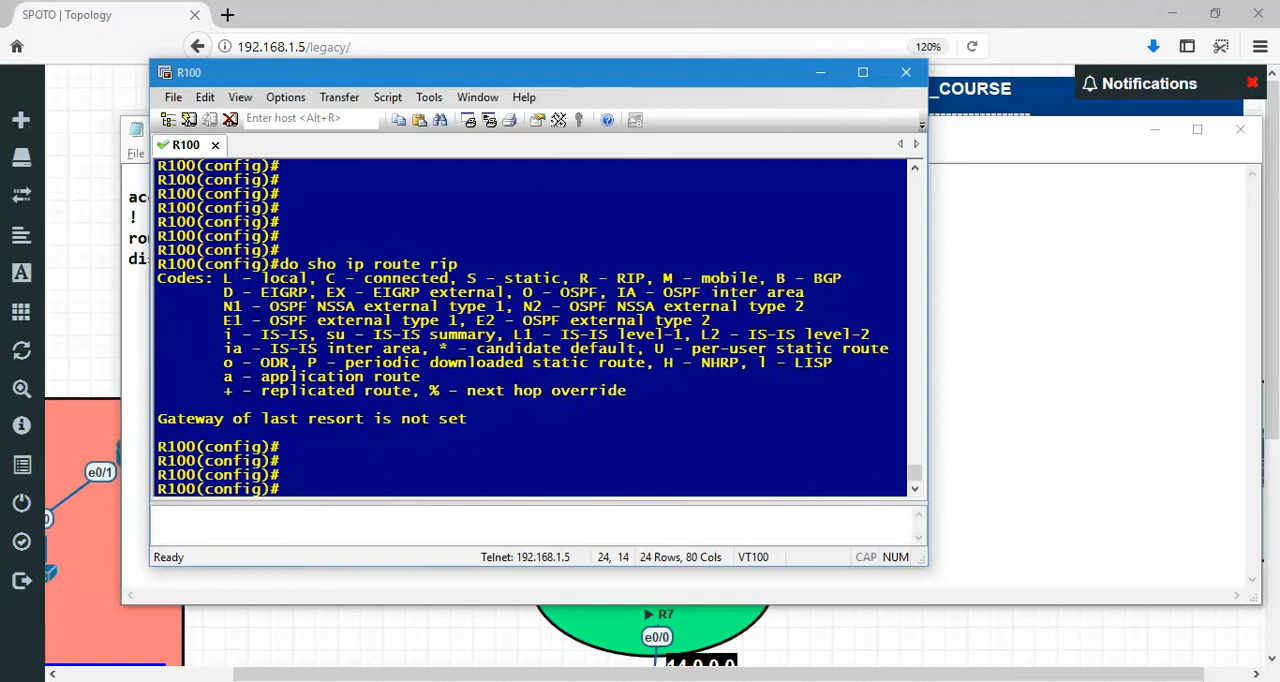 SPOTO | Topology
192.168.1.5/legacy/
120%
_COURSE
Notifications
R100
File Edit View Options Transfer Script Tools Window Help
Enter host <Alt+R>
R100
File
R100(config)#
R100(config)#
R100(config)#
R100(config)#
R100(config)#
R100(config)#
R100(config)#
R100(config)#do sho ip route rip
Codes: L - local, C - connected, S - static, R - RIP, M - mobile, B - BGP
D - EIGRP, EX - EIGRP external, O - OSPF, IA - OSPF inter area
N1 - OSPF NSSA external type 1, N2 - OSPF NSSA external type 2
E1 - OSPF external type 1, E2 - OSPF external type 2
i - IS-IS, su - IS-IS summary, L1 - IS-IS level-1, L2 - IS-IS level-2
ia - IS-IS inter area, * - candidate default, U - per-user static route
o - ODR, P - periodic downloaded static route, H - NHRP, l - LISP
a - application route
+ - replicated route, % - next hop override
Gateway of last resort is not set
R100(config)#
R100(config)#
R100(config)#
R100(config)#
acc
!
rou
dis
e0/1
Ready Telnet: 192.168.1.5 24, 14 24 Rows, 80 Cols VT100 CAP NUM
R7
e0/0
14.0.0.0